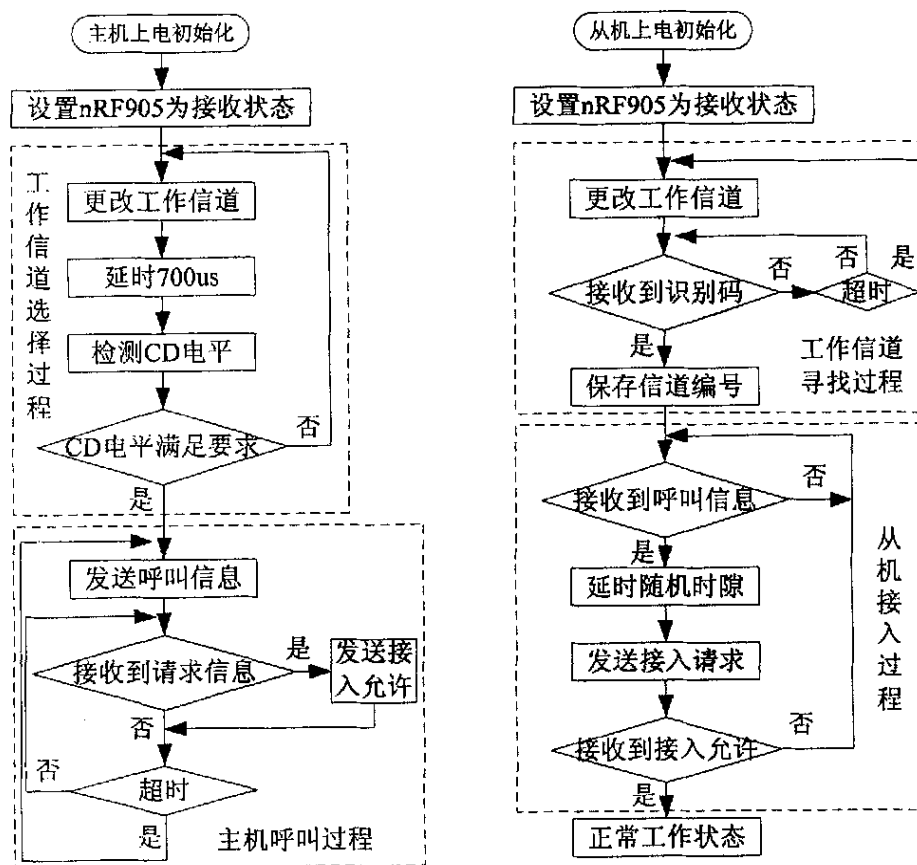 主机上电初始化
设置nRF905为接收状态
工作信道选择过程
更改工作信道
延时700us
检测CD电平
CD电平满足要求
否
是
发送呼叫信息
接收到请求信息
是
发送接
入允许
否
否
超时
是
主机呼叫过程
从机上电初始化
设置nRF905为接收状态
更改工作信道
接收到识别码
否
否
是
超时
是
工作信道
寻找过程
保存信道编号
接收到呼叫信息
否
是
从机接入过程
延时随机时隙
发送接入请求
接收到接入允许
否
是
正常工作状态